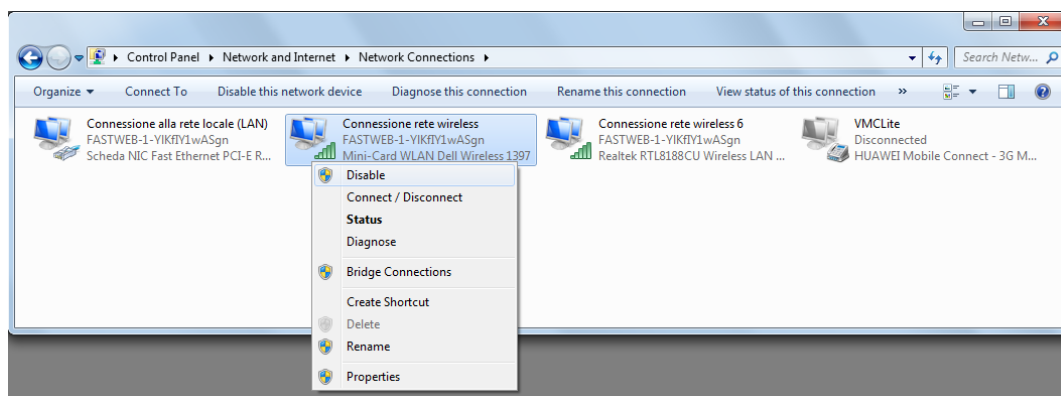 Control Panel ▸ Network and Internet ▸ Network Connections ▸
Search Netw...
Organize
Connect To
Disable this network device
Diagnose this connection
Rename this connection
View status of this connection
»
Connessione alla rete locale (LAN)
FASTWEB-1-YIKfIY1wASgn
Scheda NIC Fast Ethernet PCI-E R...
Connessione rete wireless
FASTWEB-1-YIKfIY1wASgn
Mini-Card WLAN Dell Wireless 1397
Connessione rete wireless 6
FASTWEB-1-YIKfIY1wASgn
Realtek RTL8188CU Wireless LAN ...
VMCLite
Disconnected
HUAWEI Mobile Connect - 3G M...
Disable
Connect / Disconnect
Status
Diagnose
Bridge Connections
Create Shortcut
Delete
Rename
Properties